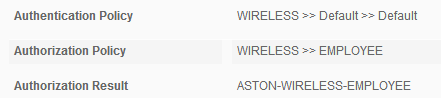 Authentication Policy WIRELESS >> Default >> Default
Authorization Policy WIRELESS >> EMPLOYEE
Authorization Result ASTON-WIRELESS-EMPLOYEE